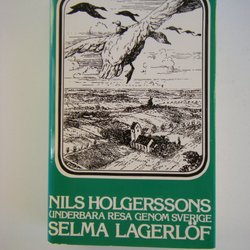 NILS HOLGERSSONS
UNDERBARA RESA GENOM SVERIGE
SELMA LAGERLÖF